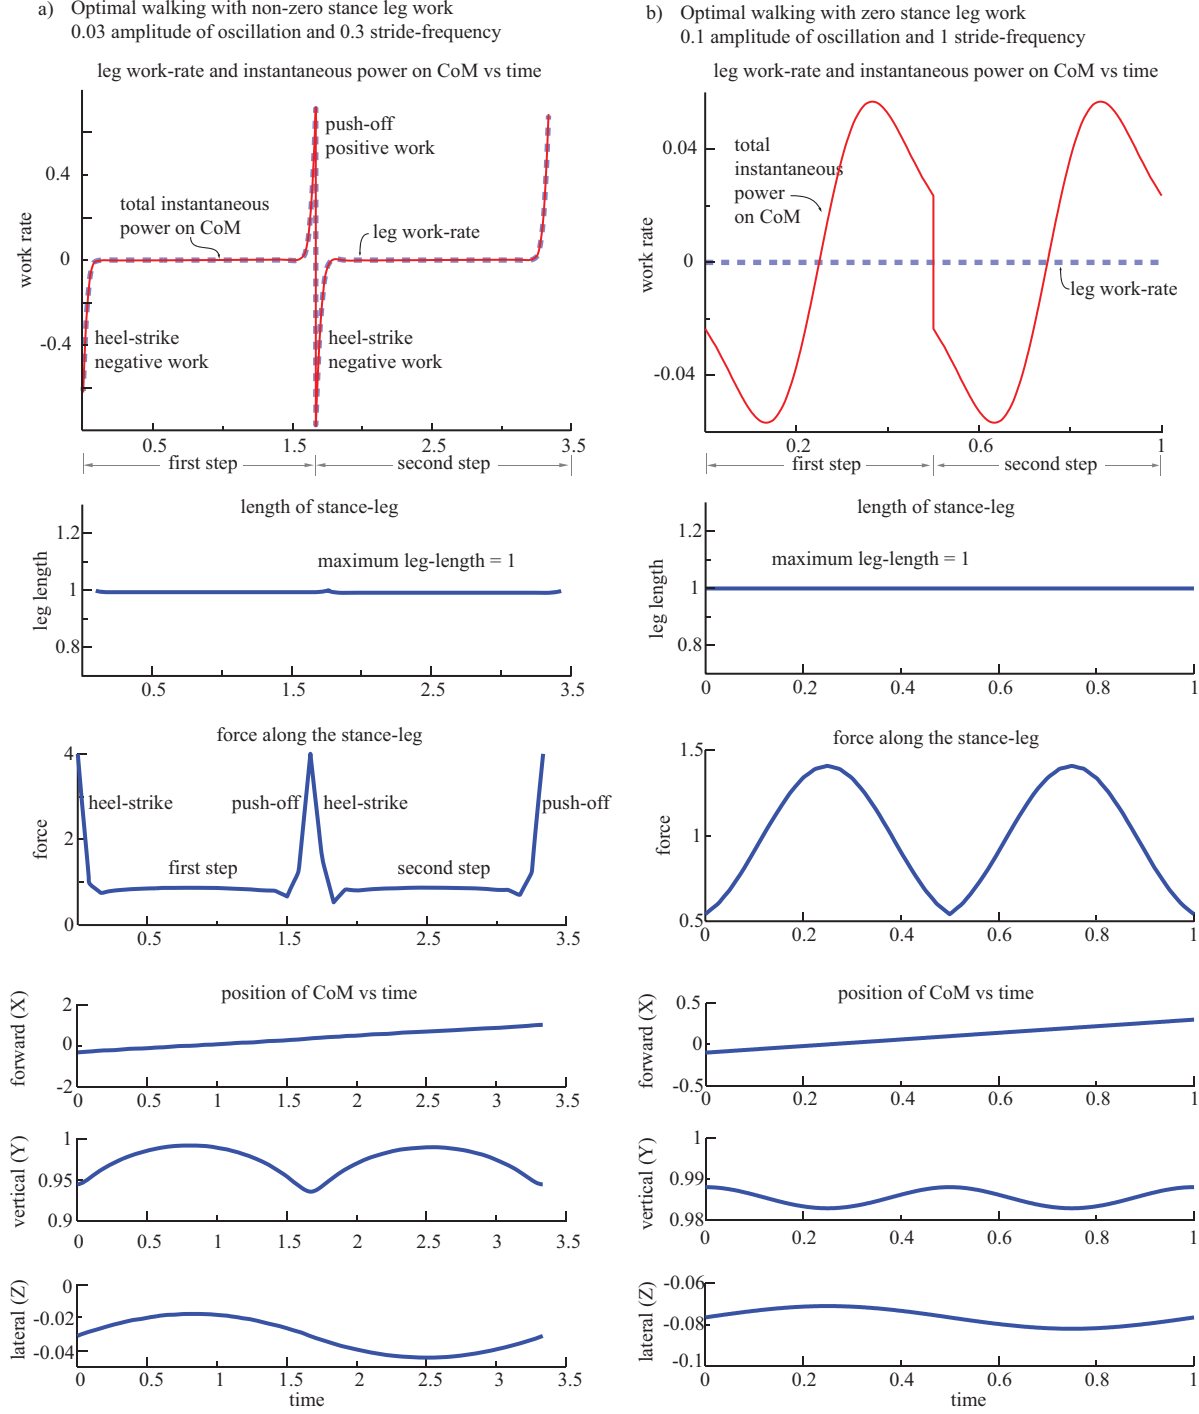 a) Optimal walking with non-zero stance leg work
0.03 amplitude of oscillation and 0.3 stride-frequency
leg work-rate and instantaneous power on CoM vs time
work rate
0.4
0
-0.4
push-off
positive work
total instantaneous
power on CoM
leg work-rate
heel-strike
negative work
heel-strike
negative work
0.5 1.5 2.5 3.5
first step second step
length of stance-leg
leg length
1.2
1
0.8
maximum leg-length = 1
0.5 1.5 2.5 3.5
force along the stance-leg
force
4
2
0
heel-strike push-off heel-strike push-off
first step second step
0.5 1.5 2.5 3.5
position of CoM vs time
forward (X)
2
0
-2
0 0.5 1 1.5 2 2.5 3 3.5
vertical (Y)
1
0.95
0.9
0 0.5 1 1.5 2 2.5 3 3.5
lateral (Z)
0
-0.02
-0.04
0 0.5 1 1.5 2 2.5 3 3.5
time
b) Optimal walking with zero stance leg work
0.1 amplitude of oscillation and 1 stride-frequency
leg work-rate and instantaneous power on CoM vs time
work rate
0.04
0
-0.04
total
instantaneous
power
on CoM
leg work-rate
0.2 0.6 1
first step second step
length of stance-leg
leg length
1.2
1
0.8
maximum leg-length = 1
0 0.2 0.4 0.6 0.8 1
force along the stance-leg
force
1.5
1
0.5
0 0.2 0.4 0.6 0.8 1
position of CoM vs time
forward (X)
0.5
0
-0.5
0 0.2 0.4 0.6 0.8 1
vertical (Y)
1
0.99
0.98
0 0.2 0.4 0.6 0.8 1
lateral (Z)
-0.06
-0.08
-0.1
0 0.2 0.4 0.6 0.8 1
time